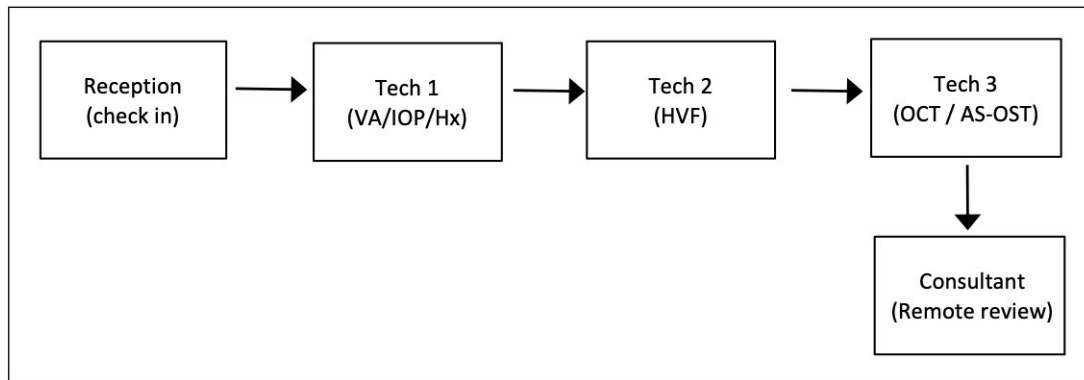 Reception
(check in)
Tech 1
(VA/IOP/Hx)
Tech 2
(HVF)
Tech 3
(OCT / AS-OST)
Consultant
(Remote review)